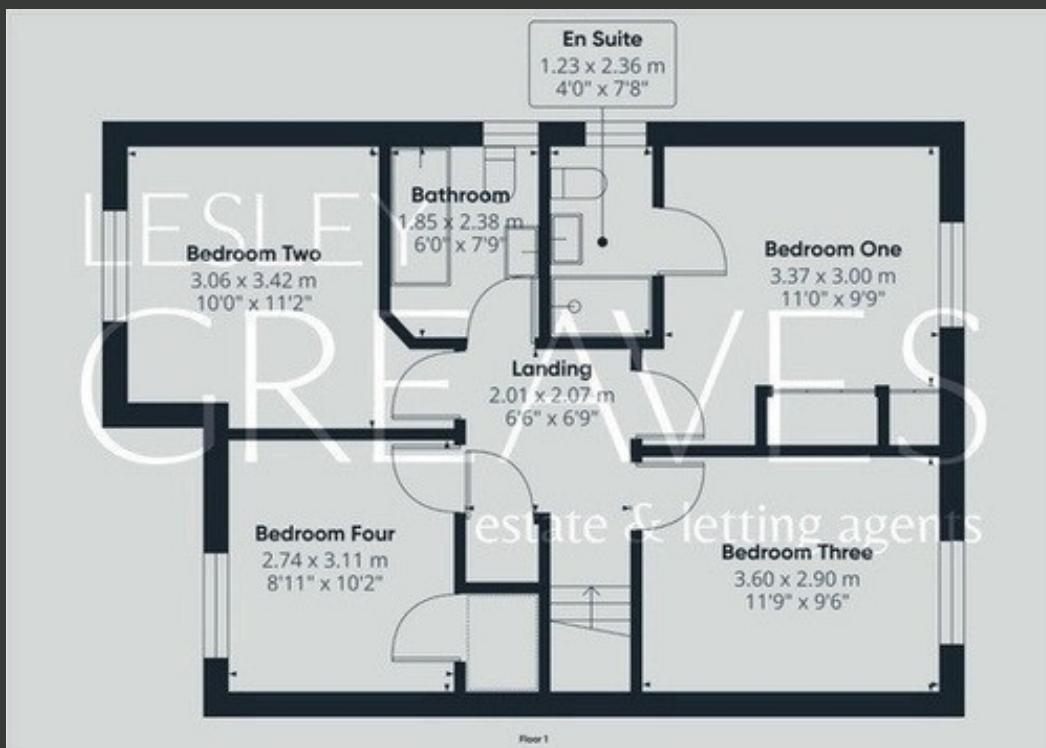 En Suite
1.23 x 2.36 m
4'0" x 7'8"
Bathroom
1.85 x 2.38 m
6'0" x 7'9"
Bedroom Two
3.06 x 3.42 m
10'0" x 11'2"
Bedroom One
3.37 x 3.00 m
11'0" x 9'9"
Landing
2.01 x 2.07 m
6'6" x 6'9"
Bedroom Four
2.74 x 3.11 m
8'11" x 10'2"
Bedroom Three
3.60 x 2.90 m
11'9" x 9'6"
LESLEY
GREAVES
estate & letting agents
Floor 1